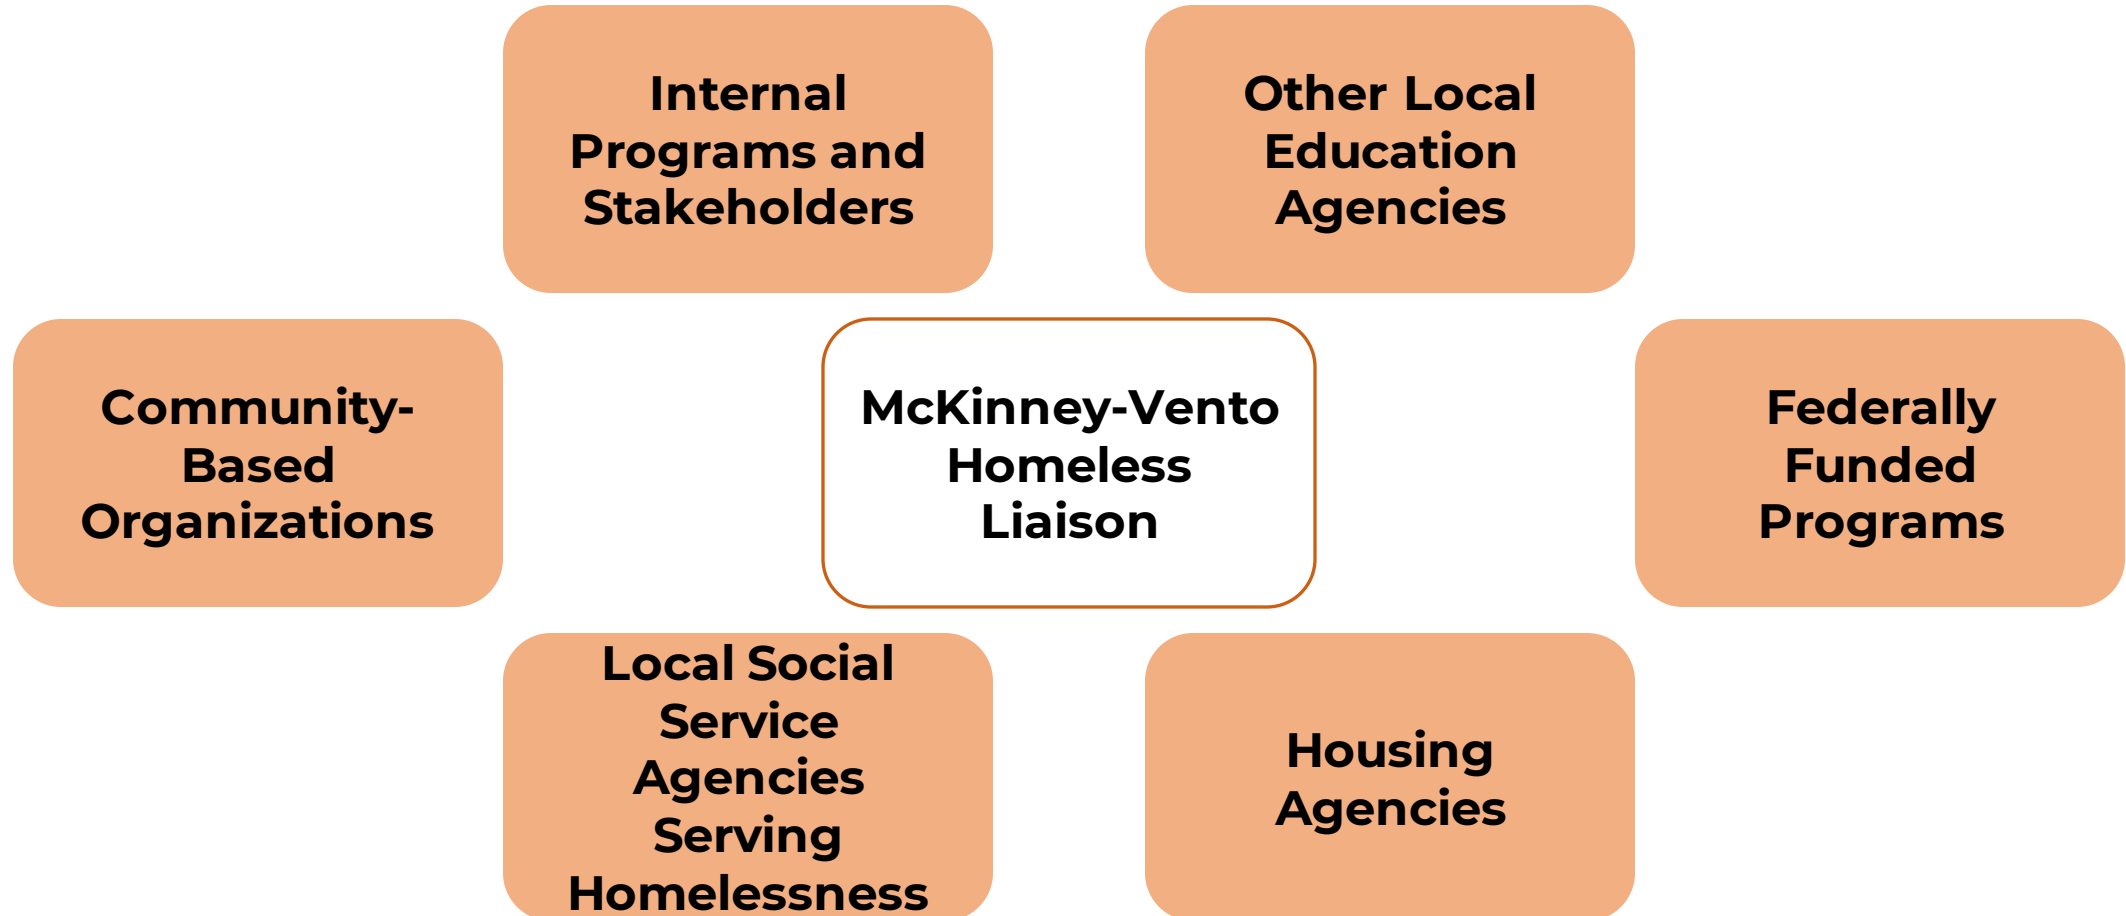 Internal
Programs and
Stakeholders
Other Local
Education
Agencies
Community-
Based
Organizations
McKinney-Vento
Homeless
Liaison
Federally
Funded
Programs
Local Social
Service
Agencies
Serving
Homelessness
Housing
Agencies